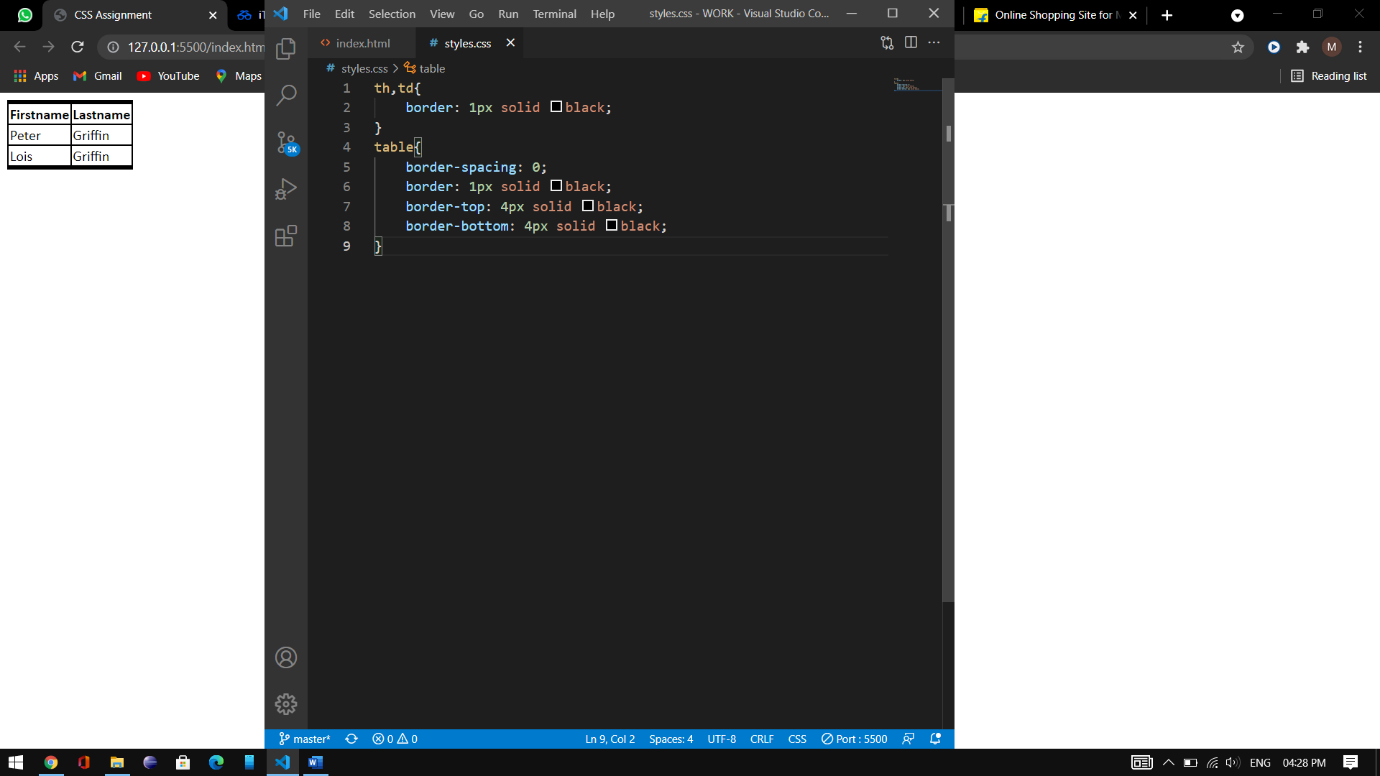 CSS Assignment
File Edit Selection View Go Run Terminal Help
styles.css - WORK - Visual Studio Co...
Online Shopping Site for
127.0.0.1:5500/index.htm
M
Apps Gmail YouTube Maps
Reading list
index.html styles.css
styles.css > table
Firstname Lastname
Peter Griffin
Lois Griffin
1 th,td{
2 border: 1px solid black;
3 }
4 table{
5 border-spacing: 0;
6 border: 1px solid black;
7 border-top: 4px solid black;
8 border-bottom: 4px solid black;
9 }
5K
master* 0 0
Ln 9, Col 2 Spaces: 4 UTF-8 CRLF CSS Port : 5500
ENG 04:28 PM